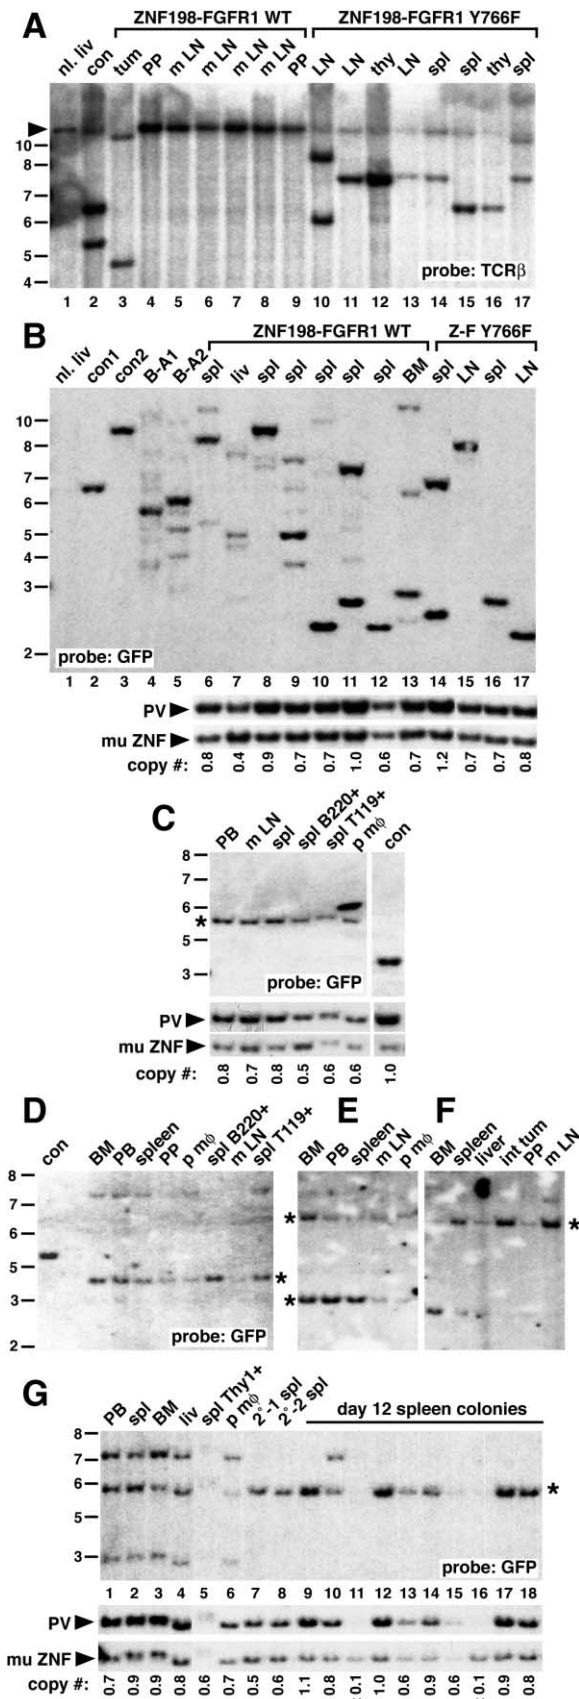 A
ZNF198-FGFR1 WT ZNF198-FGFR1 Y766F
nl. liv con tum PP m LN m LN m LN m LN PP LN LN thy LN spl spl thy spl
10
8
7
6
5
4
probe: TCRβ
1 2 3 4 5 6 7 8 9 10 11 12 13 14 15 16 17
B
ZNF198-FGFR1 WT Z-F Y766F
nl. liv con1 con2 B-A1 B-A2 spl liv spl spl spl spl spl BM spl LN spl LN
10
8
7
6
5
4
3
2
probe: GFP
1 2 3 4 5 6 7 8 9 10 11 12 13 14 15 16 17
PV
mu ZNF
copy #: 0.8 0.4 0.9 0.7 0.7 1.0 0.6 0.7 1.2 0.7 0.7 0.8
C
PB m LN spl spl B220+ spl T119+ p mϕ con
8
7
6
*
5
3
probe: GFP
PV
mu ZNF
copy #: 0.8 0.7 0.8 0.5 0.6 0.6 1.0
D E F
con BM PB spleen PP p mϕ spl B220+ m LN spl T119+ BM PB spleen m LN p mϕ BM spleen liver int tum PP m LN
8
7
6
* *
5
*
3
*
2
probe: GFP
G
PB spl BM liv spl Thy1+ p mϕ 2°-1 spl 2°-2 spl day 12 spleen colonies
8
7
6
*
5
3
probe: GFP
1 2 3 4 5 6 7 8 9 10 11 12 13 14 15 16 17 18
PV
mu ZNF
copy #: 0.7 0.9 0.9 0.8 0.6 0.7 0.5 0.6 1.1 0.8 0.1 1.0 0.6 0.9 0.6 0.1 0.9 0.8